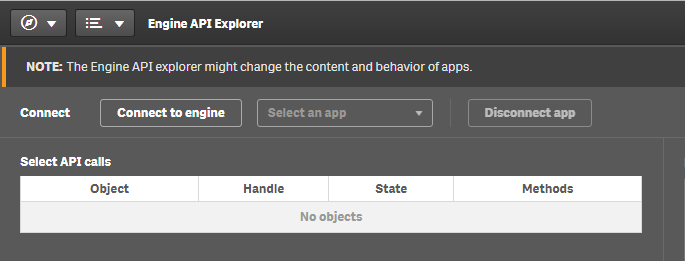 Engine API Explorer
NOTE: The Engine API explorer might change the content and behavior of apps.
Connect Connect to engine Select an app Disconnect app
Select API calls
Object Handle State Methods
No objects